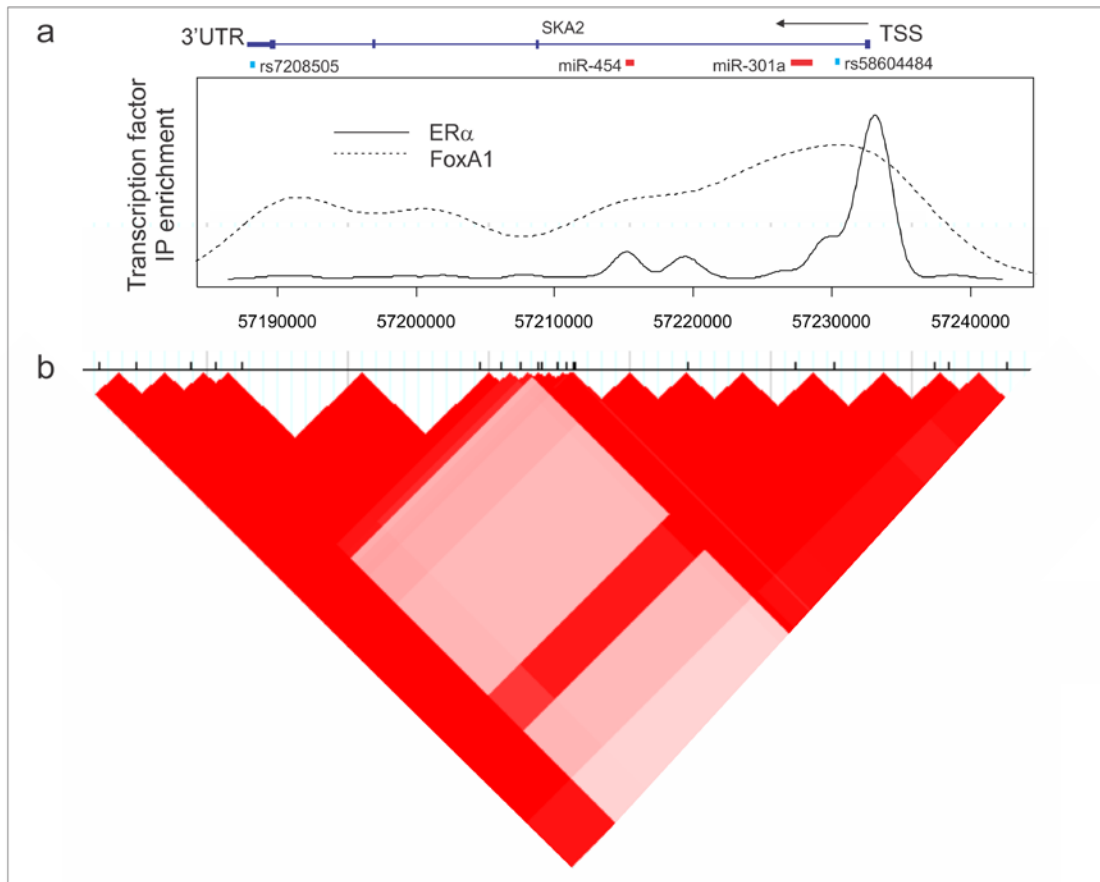 a
SKA2
3'UTR
TSS
rs7208505
miR-454
miR-301a
rs58604484
Transcription factor
IP enrichment
ERα
FoxA1
57190000 57200000 57210000 57220000 57230000 57240000
b